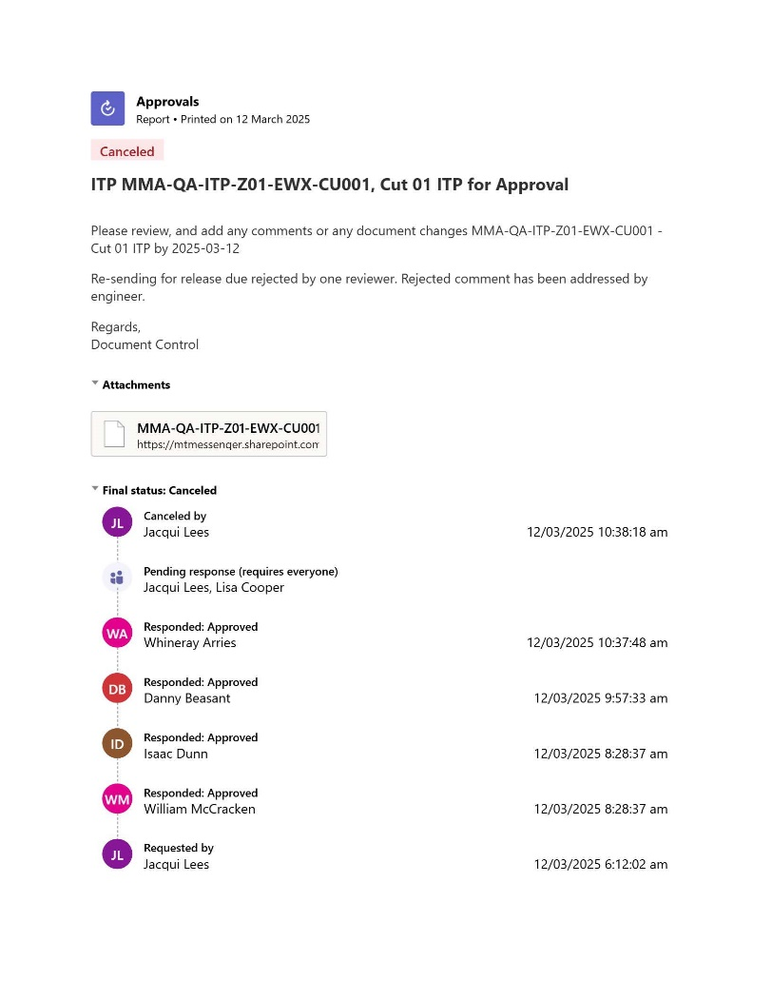 Approvals
Report • Printed on 12 March 2025
Canceled
ITP MMA-QA-ITP-Z01-EWX-CU001, Cut 01 ITP for Approval
Please review, and add any comments or any document changes MMA-QA-ITP-Z01-EWX-CU001 -
Cut 01 ITP by 2025-03-12
Re-sending for release due rejected by one reviewer. Rejected comment has been addressed by
engineer.
Regards,
Document Control
Attachments
MMA-QA-ITP-Z01-EWX-CU001
https://mtmessenger.sharepoint.com
Final status: Canceled
JL
Canceled by
Jacqui Lees
12/03/2025 10:38:18 am
Pending response (requires everyone)
Jacqui Lees, Lisa Cooper
WA
Responded: Approved
Whineray Arries
12/03/2025 10:37:48 am
DB
Responded: Approved
Danny Beasant
12/03/2025 9:57:33 am
ID
Responded: Approved
Isaac Dunn
12/03/2025 8:28:37 am
WM
Responded: Approved
William McCracken
12/03/2025 8:28:37 am
JL
Requested by
Jacqui Lees
12/03/2025 6:12:02 am